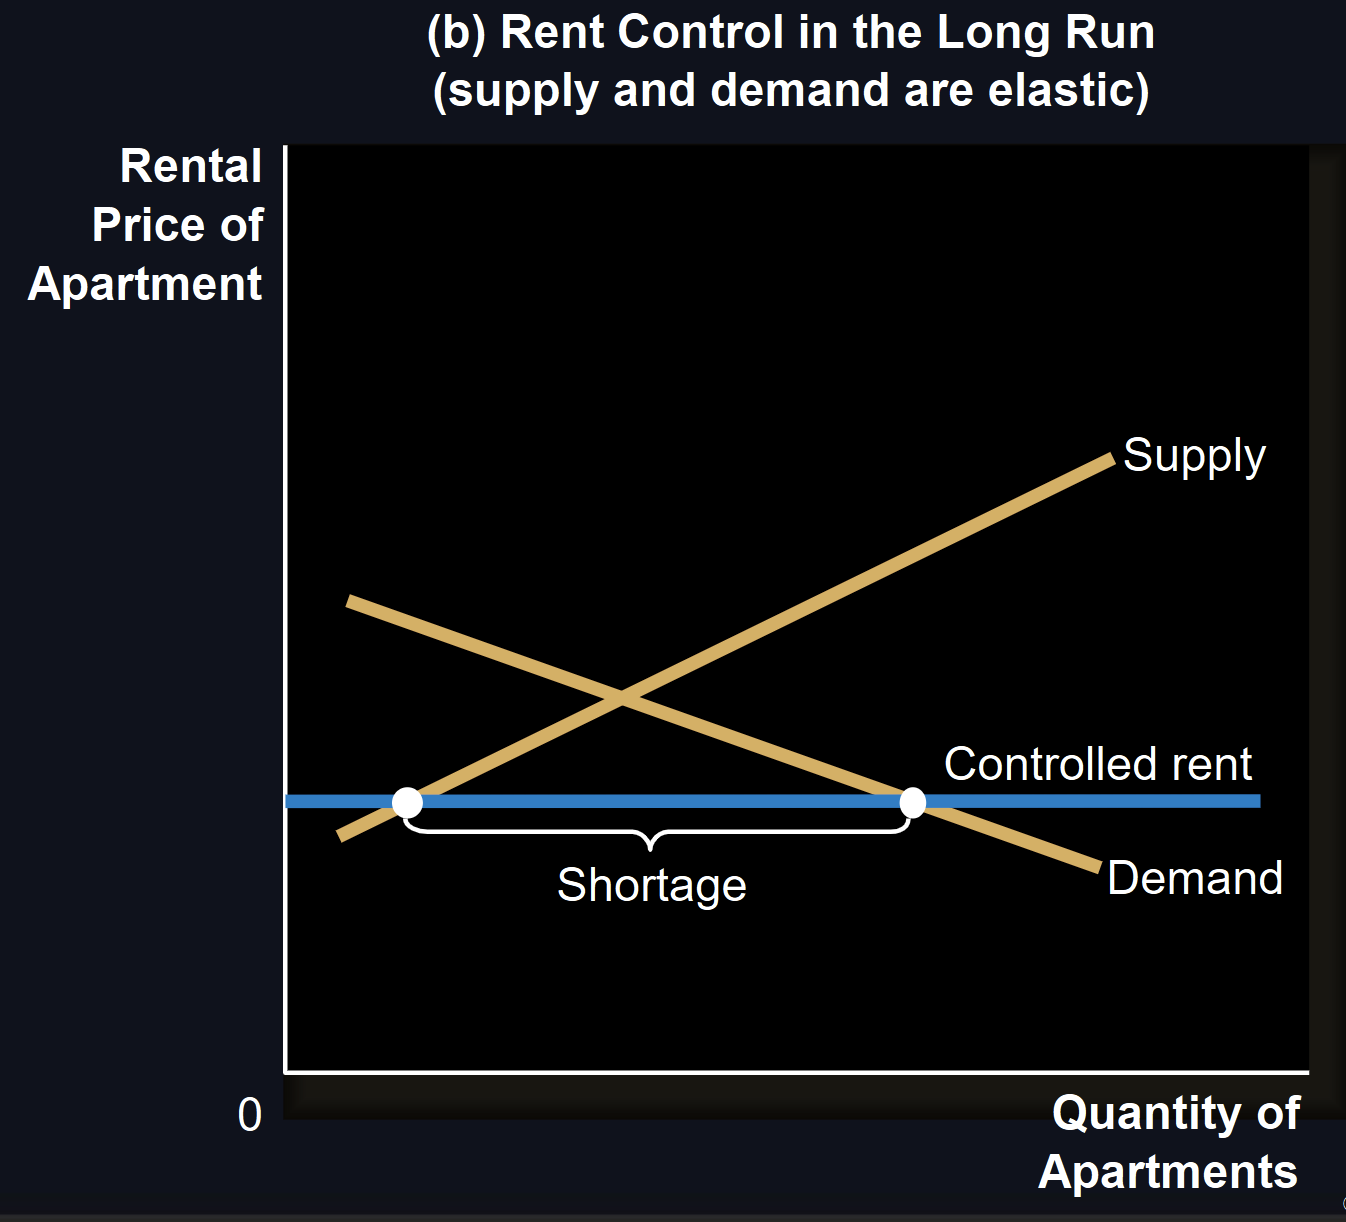 (b) Rent Control in the Long Run
(supply and demand are elastic)
Rental
Price of
Apartment
Supply
Controlled rent
Shortage
Demand
0
Quantity of
Apartments